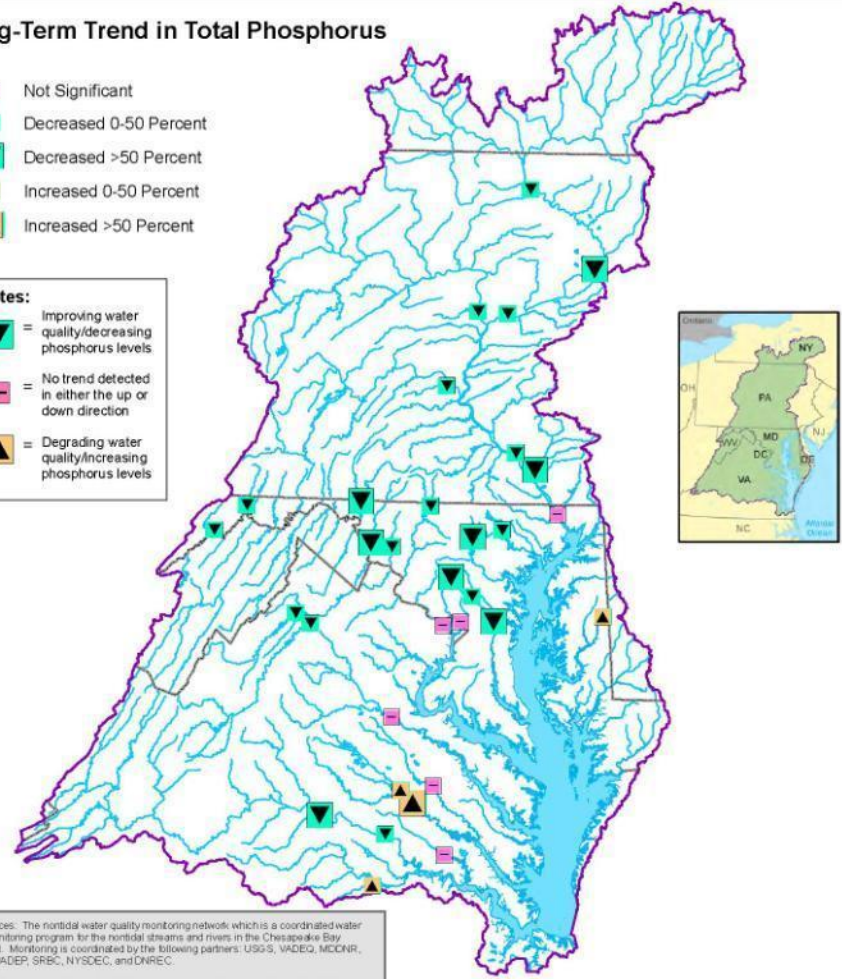 g-Term Trend in Total Phosphorus
Not Significant
Decreased 0-50 Percent
Decreased >50 Percent
Increased 0-50 Percent
Increased >50 Percent
tes:
= Improving water
quality/decreasing
phosphorus levels
= No trend detected
in either the up or
down direction
= Degrading water
quality/increasing
phosphorus levels
Ontario
NY
OH
PA
NJ
MD
WV
DC
DE
VA
NC
Atlantic
Ocean
ces: The nontidal water quality monitoring network which is a coordinated water
nitoring program for the nontidal streams and rivers in the Chesapeake Bay
Monitoring is coordinated by the following partners: USGS, VADEQ, MDDNR,
ADEP, SRBC, NYSDEC, and DNREC.